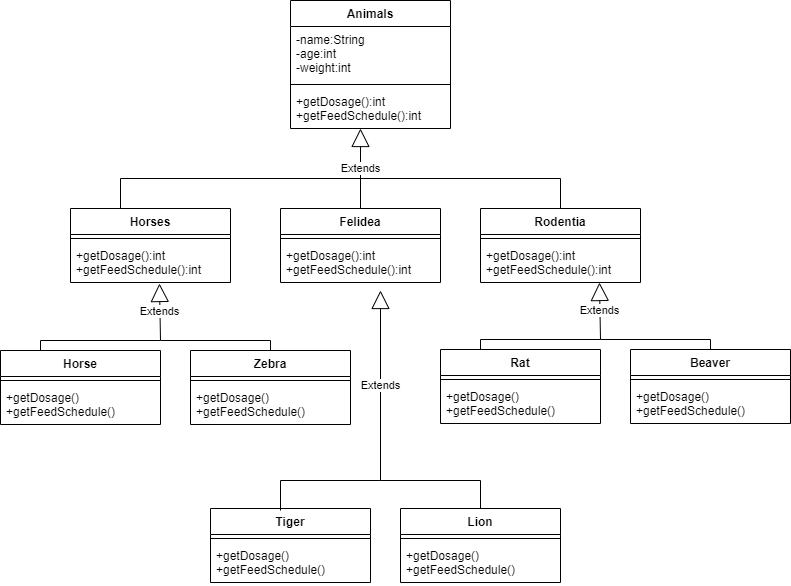 Animals
-name:String
-age:int
-weight:int
+getDosage():int
+getFeedSchedule():int
Extends
Horses
+getDosage():int
+getFeedSchedule():int
Felidea
+getDosage():int
+getFeedSchedule():int
Rodentia
+getDosage():int
+getFeedSchedule():int
Extends
Extends
Horse
+getDosage()
+getFeedSchedule()
Zebra
+getDosage()
+getFeedSchedule()
Extends
Rat
+getDosage()
+getFeedSchedule()
Beaver
+getDosage()
+getFeedSchedule()
Tiger
+getDosage()
+getFeedSchedule()
Lion
+getDosage()
+getFeedSchedule()